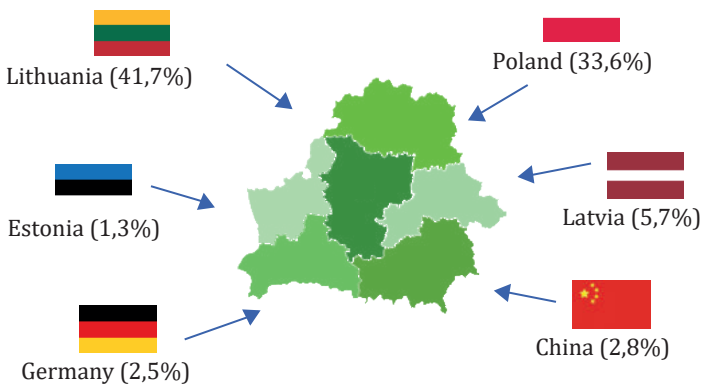 Lithuania (41,7%)
Poland (33,6%)
Estonia (1,3%)
Latvia (5,7%)
Germany (2,5%)
China (2,8%)